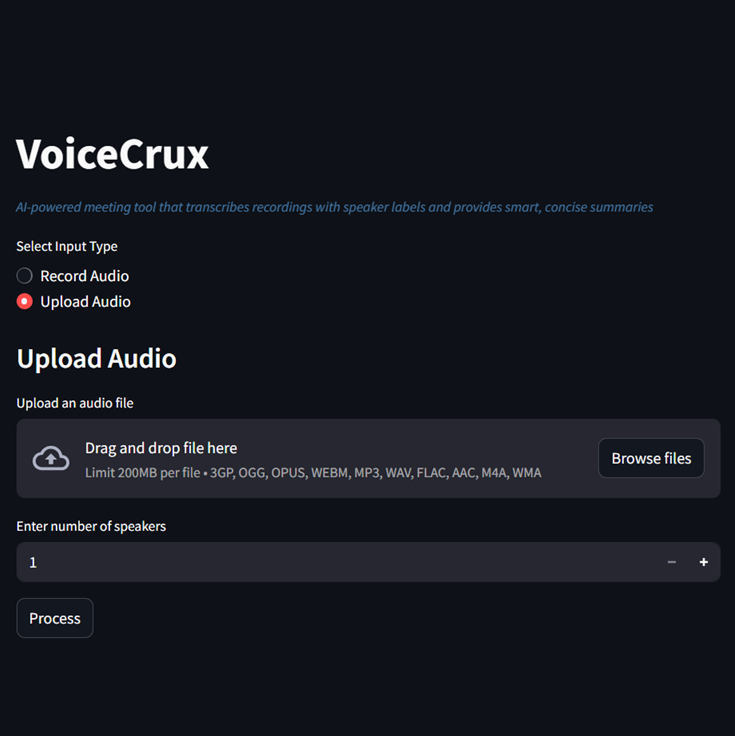 VoiceCrux
AI-powered meeting tool that transcribes recordings with speaker labels and provides smart, concise summaries
Select Input Type
Record Audio
Upload Audio
Upload Audio
Upload an audio file
Drag and drop file here
Limit 200MB per file • 3GP, OGG, OPUS, WEBM, MP3, WAV, FLAC, AAC, M4A, WMA
Browse files
Enter number of speakers
1
Process